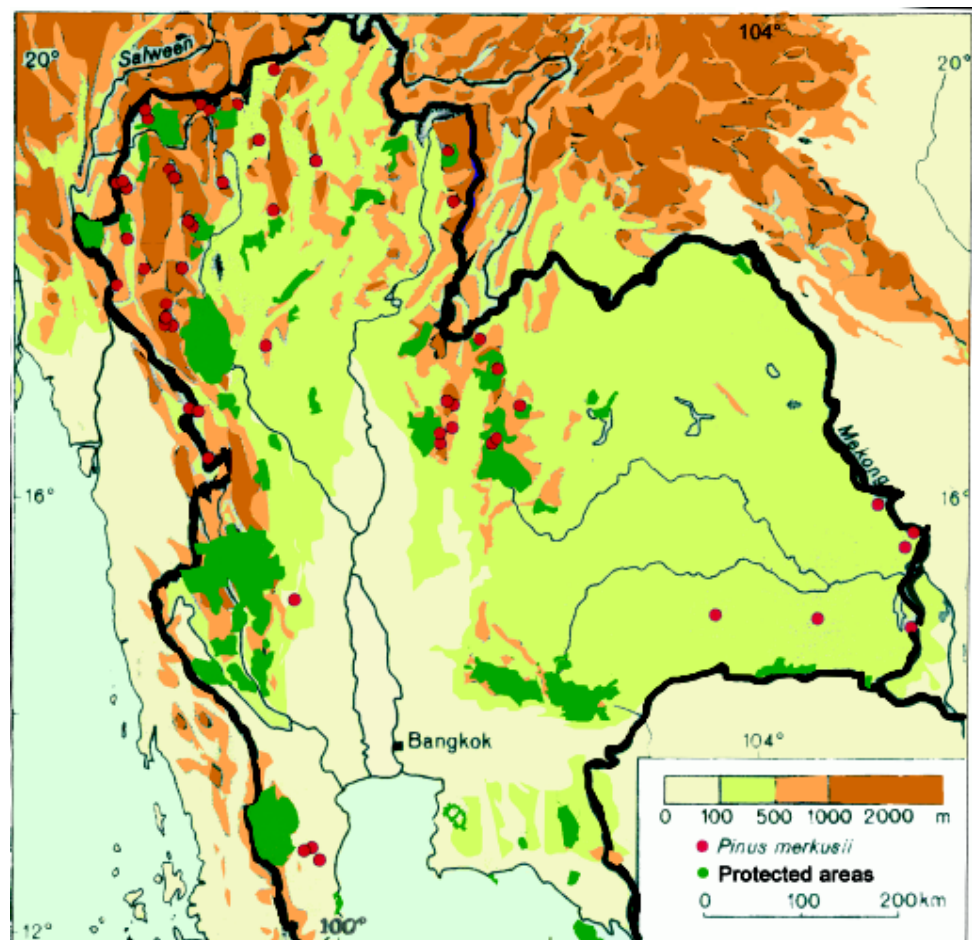 104°
20°
Salween
20°
Mekong
16°
16°
Bangkok
104°
0 100 500 1000 2000 m
Pinus merkusii
Protected areas
0 100 200 km
12°
100°